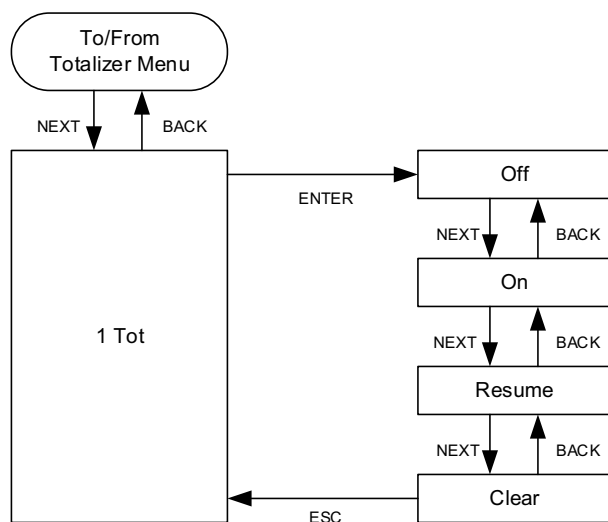 To/From
Totalizer Menu
NEXT
BACK
1 Tot
ENTER
Off
NEXT
BACK
On
NEXT
BACK
Resume
NEXT
BACK
Clear
ESC